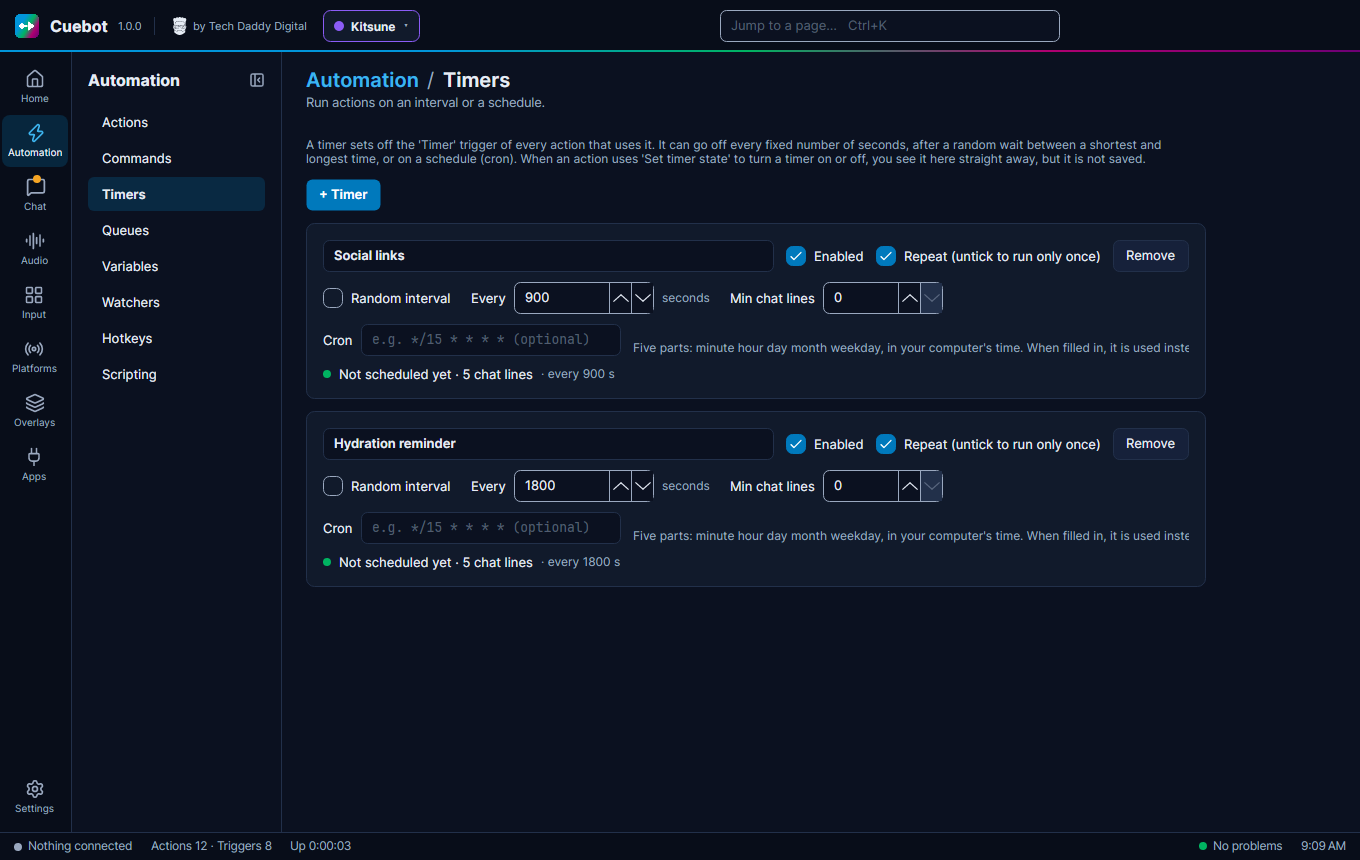 Cuebot 1.0.0 by Tech Daddy Digital Kitsune Jump to a page... Ctrl+K
Home
Automation
Chat
Audio
Input
Platforms
Overlays
Apps
Settings
Automation
Actions
Commands
Timers
Queues
Variables
Watchers
Hotkeys
Scripting
Automation / Timers
Run actions on an interval or a schedule.
A timer sets off the 'Timer' trigger of every action that uses it. It can go off every fixed number of seconds, after a random wait between a shortest and
longest time, or on a schedule (cron). When an action uses 'Set timer state' to turn a timer on or off, you see it here straight away, but it is not saved.
+ Timer
Social links Enabled Repeat (untick to run only once) Remove
Random interval Every 900 seconds Min chat lines 0
Cron e.g. */15 * * * * (optional) Five parts: minute hour day month weekday, in your computer's time. When filled in, it is used inste
Not scheduled yet · 5 chat lines · every 900 s
Hydration reminder Enabled Repeat (untick to run only once) Remove
Random interval Every 1800 seconds Min chat lines 0
Cron e.g. */15 * * * * (optional) Five parts: minute hour day month weekday, in your computer's time. When filled in, it is used inste
Not scheduled yet · 5 chat lines · every 1800 s
Nothing connected Actions 12 · Triggers 8 Up 0:00:03 No problems 9:09 AM